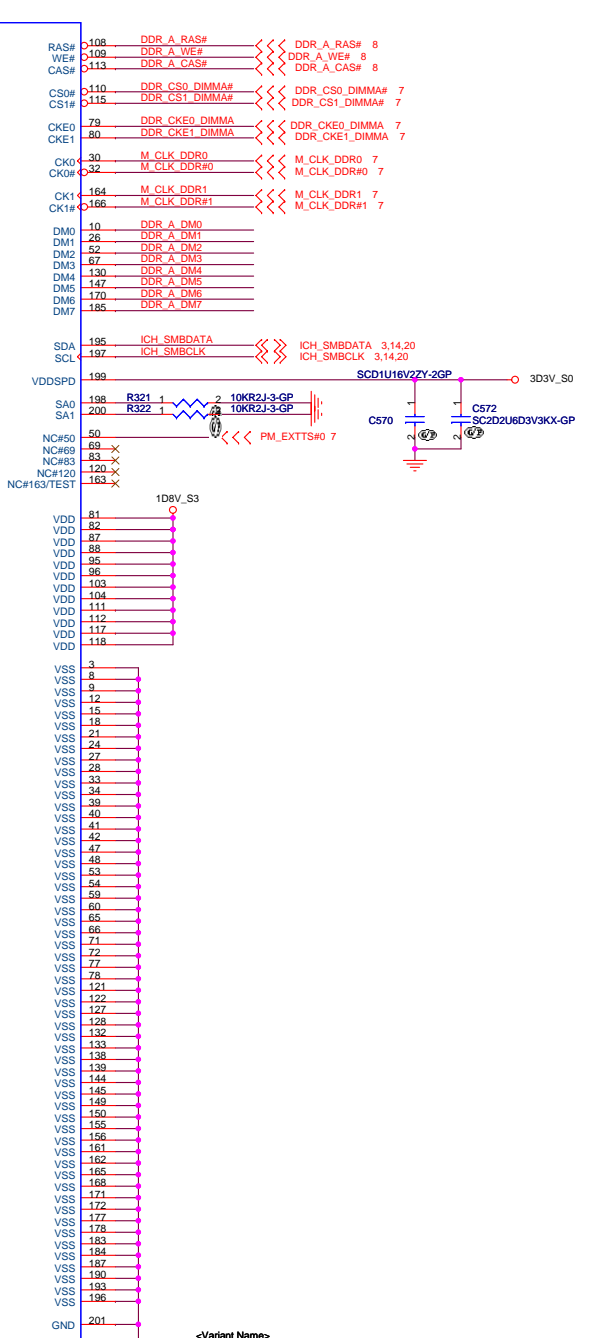 RAS# 108 DDR_A_RAS# DDR_A_RAS# 8
WE# 109 DDR_A_WE# DDR_A_WE# 8
CAS# 113 DDR_A_CAS# DDR_A_CAS# 8
CS0# 110 DDR_CS0_DIMMA# DDR_CS0_DIMMA# 7
CS1# 115 DDR_CS1_DIMMA# DDR_CS1_DIMMA# 7
CKE0 79 DDR_CKE0_DIMMA DDR_CKE0_DIMMA 7
CKE1 80 DDR_CKE1_DIMMA DDR_CKE1_DIMMA 7
CK0 30 M_CLK_DDR0 M_CLK_DDR0 7
CK0# 32 M_CLK_DDR#0 M_CLK_DDR#0 7
CK1 164 M_CLK_DDR1 M_CLK_DDR1 7
CK1# 166 M_CLK_DDR#1 M_CLK_DDR#1 7
DM0 10 DDR_A_DM0
DM1 26 DDR_A_DM1
DM2 52 DDR_A_DM2
DM3 67 DDR_A_DM3
DM4 130 DDR_A_DM4
DM5 147 DDR_A_DM5
DM6 170 DDR_A_DM6
DM7 185 DDR_A_DM7
SDA 195 ICH_SMBDATA ICH_SMBDATA 3,14,20
SCL 197 ICH_SMBCLK ICH_SMBCLK 3,14,20
VDDSPD 199 SCD1U16V2ZY-2GP 3D3V_S0
SA0 198 R321 1 2 10KR2J-3-GP
SA1 200 R322 1 10KR2J-3-GP
C570 1 2
C572 1 2
SC2D2U6D3V3KX-GP
NC#50 50 PM_EXTTS#0 7
NC#69 69
NC#83 83
NC#120 120
NC#163/TEST 163
1D8V_S3
VDD 81
VDD 82
VDD 87
VDD 88
VDD 95
VDD 96
VDD 103
VDD 104
VDD 111
VDD 112
VDD 117
VDD 118
VSS 3
VSS 8
VSS 9
VSS 12
VSS 15
VSS 18
VSS 21
VSS 24
VSS 27
VSS 28
VSS 33
VSS 34
VSS 39
VSS 40
VSS 41
VSS 42
VSS 47
VSS 48
VSS 53
VSS 54
VSS 59
VSS 60
VSS 65
VSS 66
VSS 71
VSS 72
VSS 77
VSS 78
VSS 121
VSS 122
VSS 127
VSS 128
VSS 132
VSS 133
VSS 138
VSS 139
VSS 144
VSS 145
VSS 149
VSS 150
VSS 155
VSS 156
VSS 161
VSS 162
VSS 165
VSS 168
VSS 171
VSS 172
VSS 177
VSS 178
VSS 183
VSS 184
VSS 187
VSS 190
VSS 193
VSS 196
GND 201
<Variant Name>